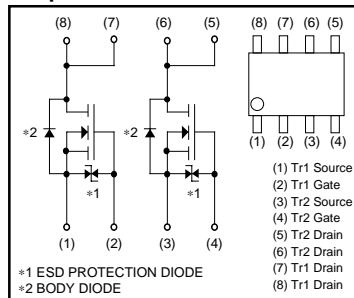 (8) (7) (6) (5)
(8) (7) (6) (5)
*2 *2
*1 *1
(1) (2) (3) (4)
(1) (2) (3) (4)
(1) Tr1 Source
(2) Tr1 Gate
(3) Tr2 Source
(4) Tr2 Gate
(5) Tr2 Drain
(6) Tr2 Drain
(7) Tr1 Drain
(8) Tr1 Drain
*1 ESD PROTECTION DIODE
*2 BODY DIODE